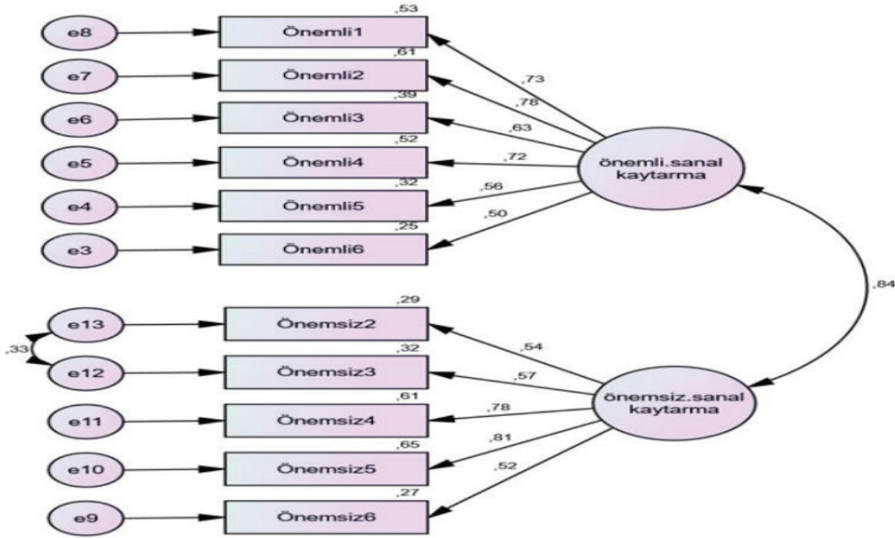 ,53
e8
Önemli1
,73
,61
e7
Önemli2
,78
,39
e6
Önemli3
,63
,52
e5
Önemli4
,72
önemli.sanal
kaytarma
,32
e4
Önemli5
,56
,25
e3
Önemli6
,50
,84
,29
e13
Önemsiz2
,54
,33
,32
e12
Önemsiz3
,57
,61
e11
Önemsiz4
,78
önemsiz.sanal
kaytarma
,65
e10
Önemsiz5
,81
,27
e9
Önemsiz6
,52